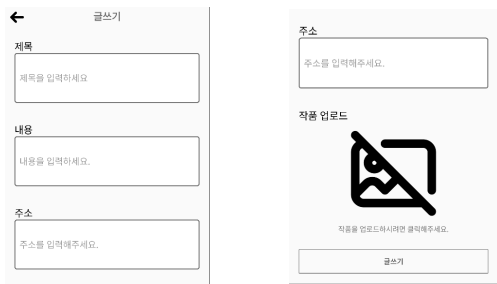 글쓰기
제목
제목을 입력하세요
내용
내용을 입력하세요.
주소
주소를 입력해주세요.
주소
주소를 입력해주세요.
작품 업로드
작품을 업로드하시려면 클릭해주세요.
글쓰기